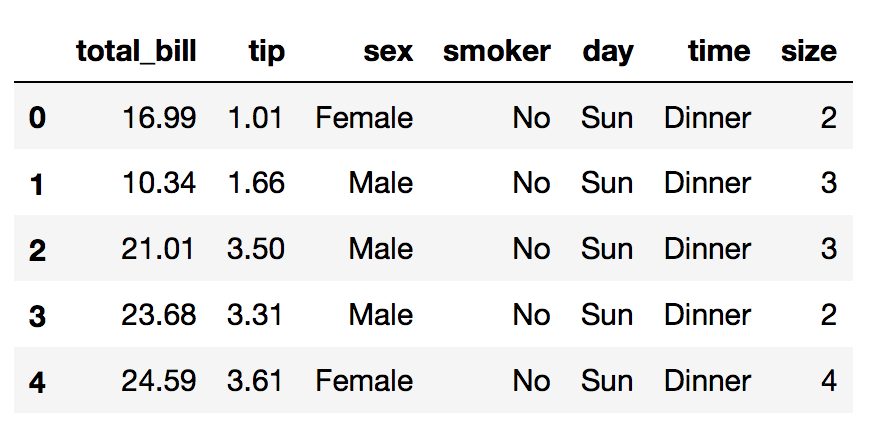 total_bill tip sex smoker day time size
0 16.99 1.01 Female No Sun Dinner 2
1 10.34 1.66 Male No Sun Dinner 3
2 21.01 3.50 Male No Sun Dinner 3
3 23.68 3.31 Male No Sun Dinner 2
4 24.59 3.61 Female No Sun Dinner 4